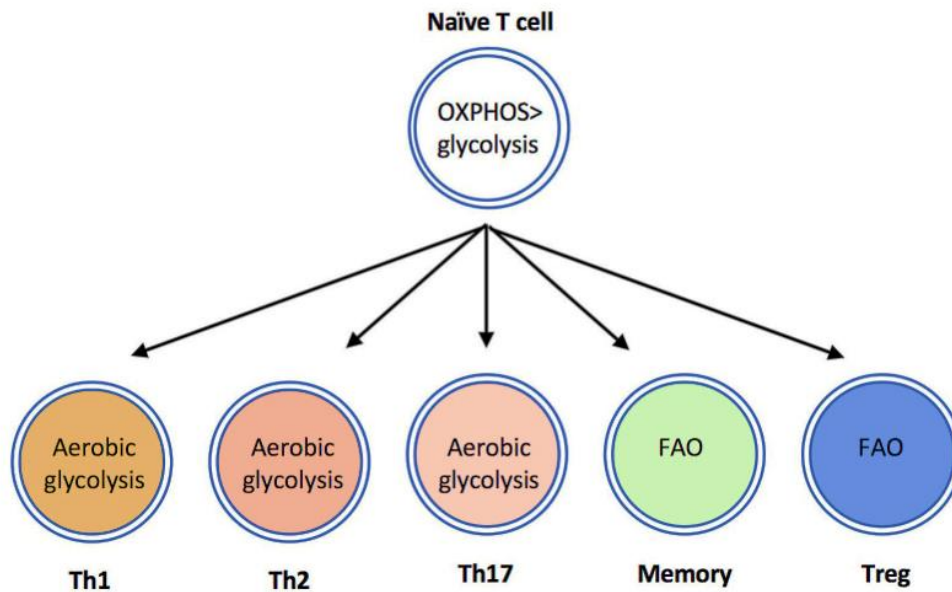 Naïve T cell
OXPHOS>
glycolysis
Aerobic
glycolysis
Aerobic
glycolysis
Aerobic
glycolysis
FAO
FAO
Th1
Th2
Th17
Memory
Treg